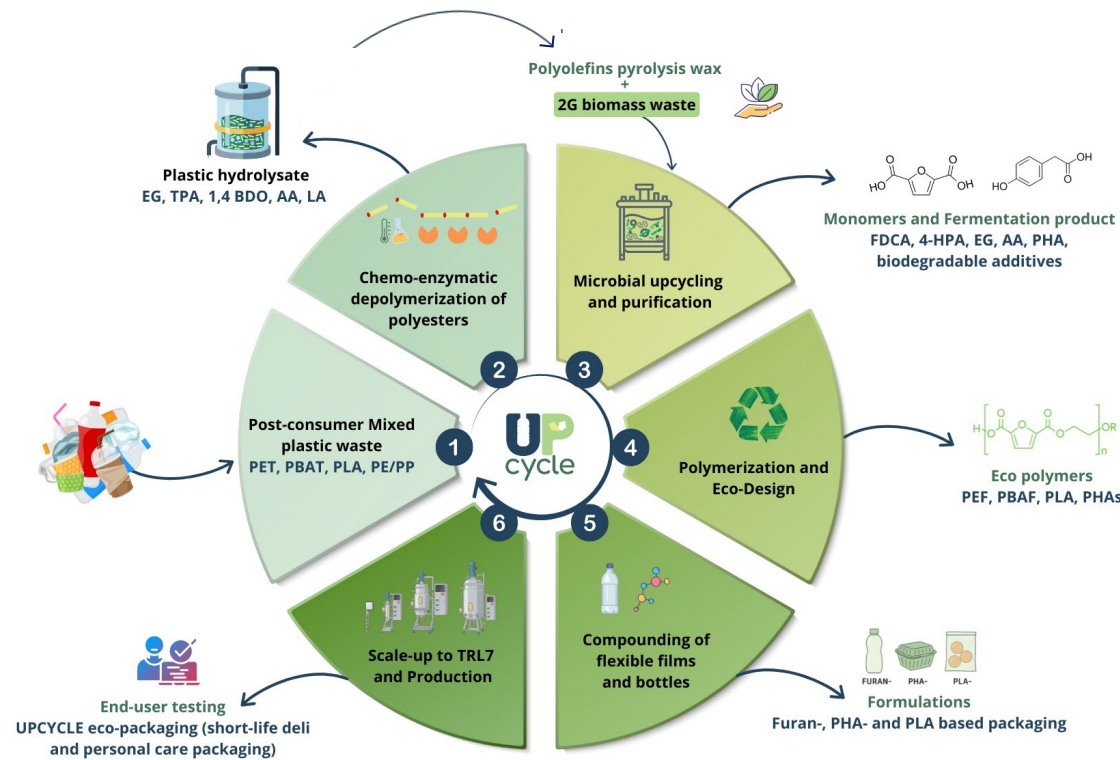 Polyolefins pyrolysis wax
+
2G biomass waste
Plastic hydrolysate
EG, TPA, 1,4 BDO, AA, LA
Chemo-enzymatic
depolymerization of
polyesters
Microbial upcycling
and purification
O
O
HO
O
OH
HO
O
OH
Monomers and Fermentation product
FDCA, 4-HPA, EG, AA, PHA,
biodegradable additives
2
3
Post-consumer Mixed
plastic waste
PET, PBAT, PLA, PE/PP
1
UP
cycle
4
Polymerization and
Eco-Design
H
O
O
O
O
O
OR
n
Eco polymers
PEF, PBAF, PLA, PHAs
6
5
Scale-up to TRL7
and Production
Compounding of
flexible films
and bottles
End-user testing
UPCYCLE eco-packaging (short-life deli
and personal care packaging)
FURAN- PHA- PLA-
Formulations
Furan-, PHA- and PLA based packaging